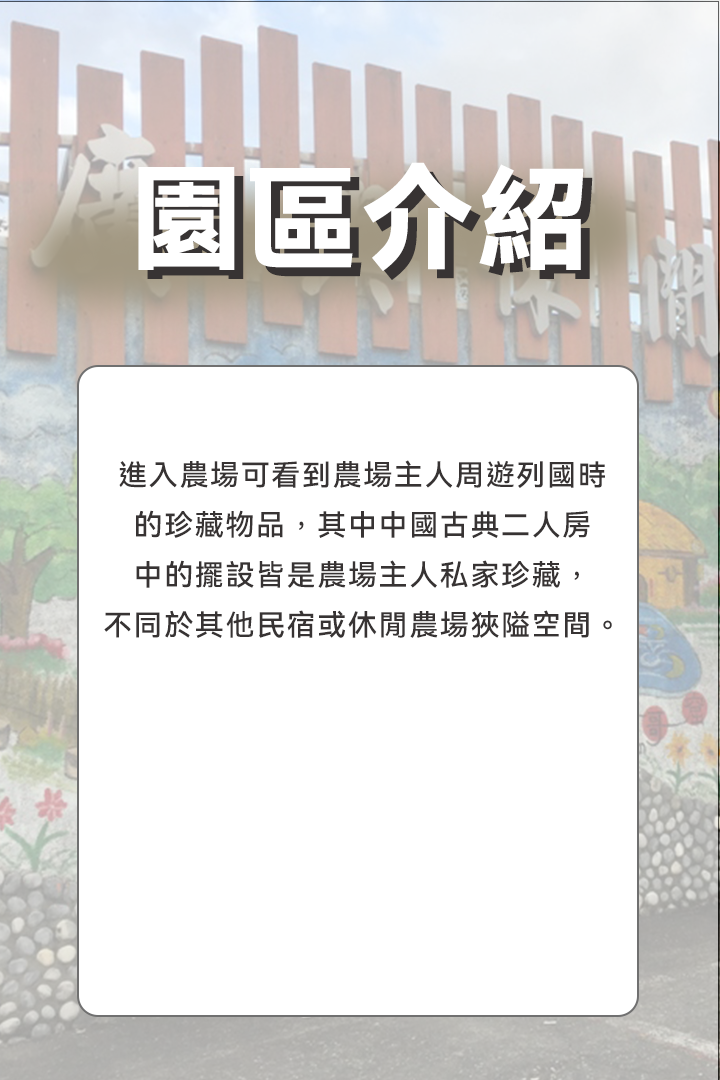 園區介紹
休閒
進入農場可看到農場主人周遊列國時
的珍藏物品，其中中國古典二人房
中的擺設皆是農場主人私家珍藏，
不同於其他民宿或休閒農場狹隘空間。